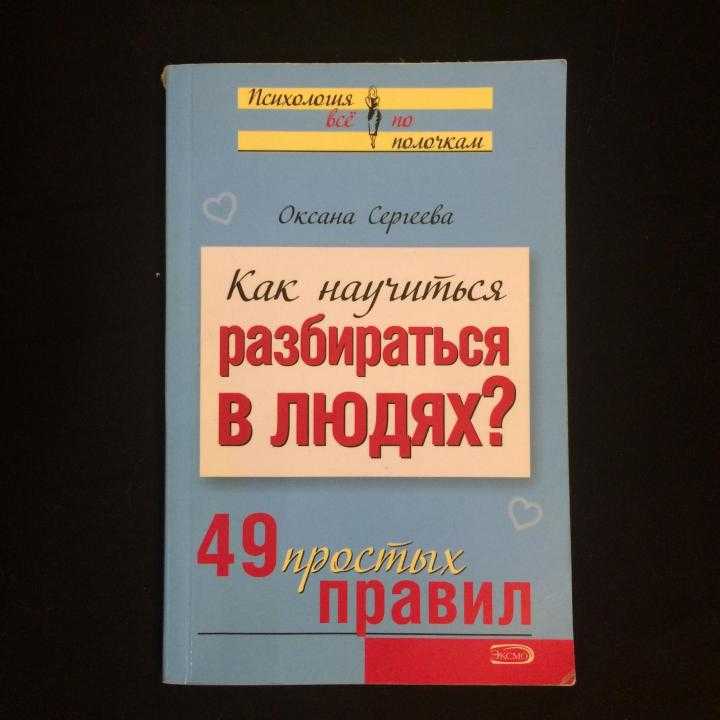 Психология
всё по
полочкам
Оксана Сергеева
Как научиться
разбираться
в людях?
49 простых
правил
ЭКСМО